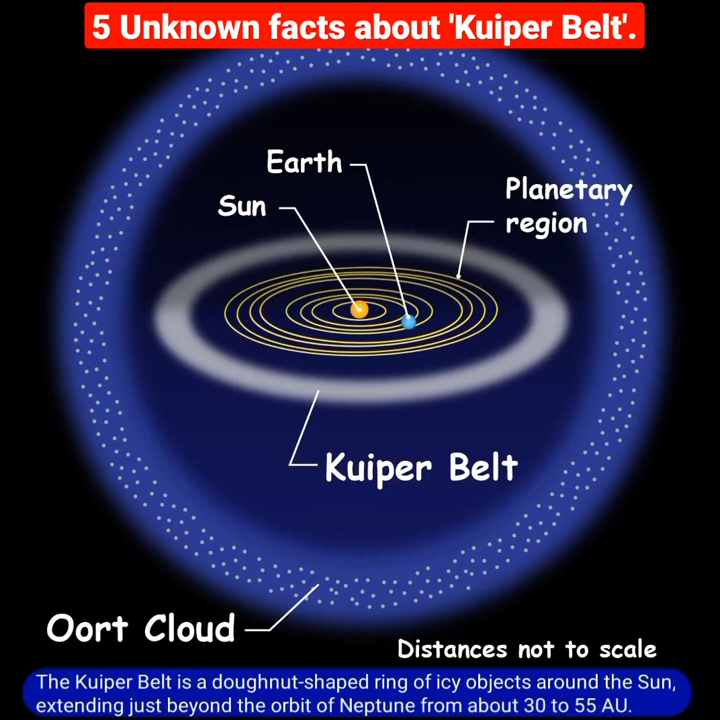 5 Unknown facts about 'Kuiper Belt'.
Earth
Sun
Planetary
region
Kuiper Belt
Oort Cloud
Distances not to scale
The Kuiper Belt is a doughnut-shaped ring of icy objects around the Sun,
extending just beyond the orbit of Neptune from about 30 to 55 AU.